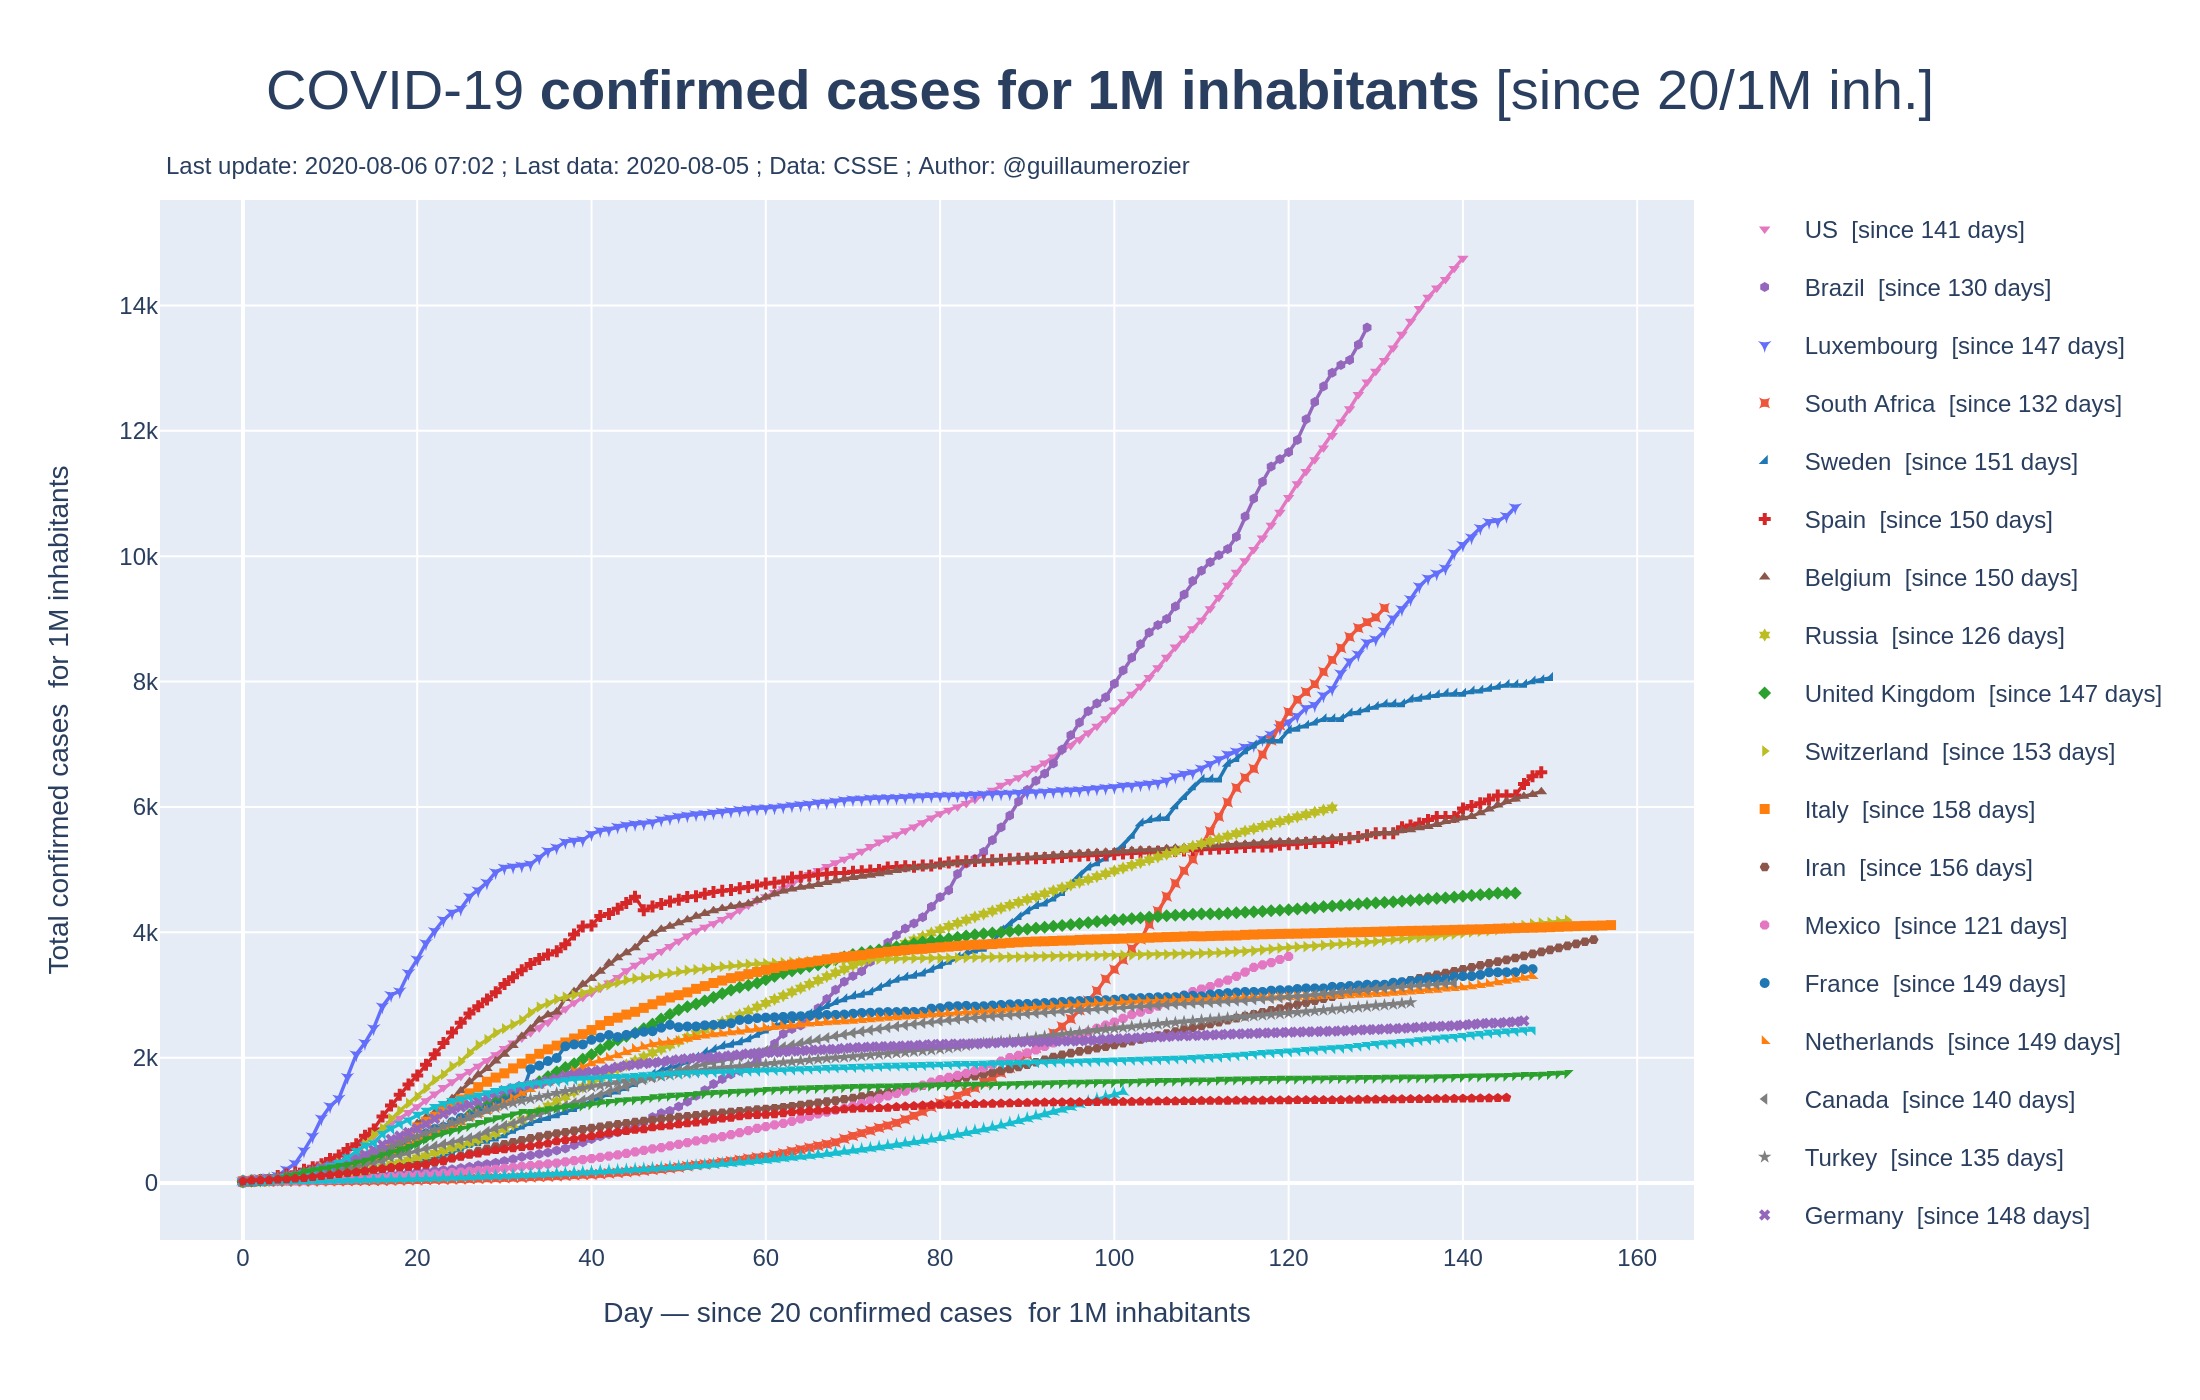 COVID-19 confirmed cases for 1M inhabitants [since 20/1M inh.]
Last update: 2020-08-06 07:02 ; Last data: 2020-08-05 ; Data: CSSE ; Author: @guillaumerozier
Total confirmed cases for 1M inhabitants
14k
12k
10k
8k
6k
4k
2k
0
0 20 40 60 80 100 120 140 160
Day — since 20 confirmed cases for 1M inhabitants
US [since 141 days]
Brazil [since 130 days]
Luxembourg [since 147 days]
South Africa [since 132 days]
Sweden [since 151 days]
Spain [since 150 days]
Belgium [since 150 days]
Russia [since 126 days]
United Kingdom [since 147 days]
Switzerland [since 153 days]
Italy [since 158 days]
Iran [since 156 days]
Mexico [since 121 days]
France [since 149 days]
Netherlands [since 149 days]
Canada [since 140 days]
Turkey [since 135 days]
Germany [since 148 days]